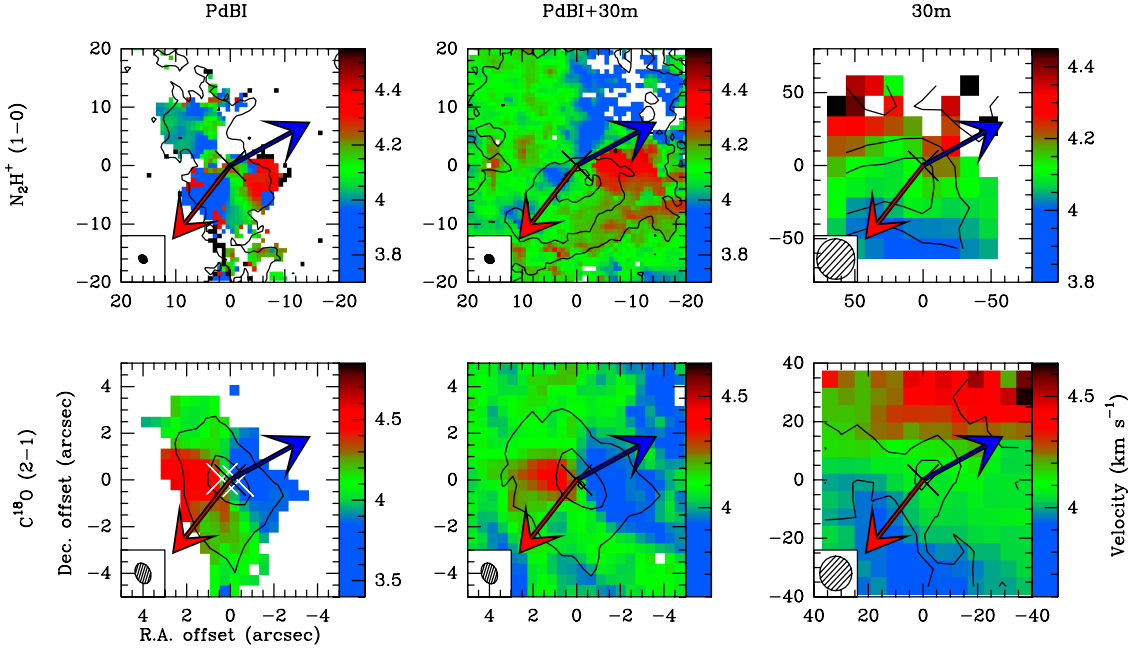 PdBI PdBI+30m 30m
N₂H⁺ (1−0)
20 10 0 −10 −20
20 10 0 −10 −20
4.4 4.2 4 3.8
20 10 0 −10 −20
20 10 0 −10 −20
4.4 4.2 4 3.8
50 0 −50
50 0 −50
4.4 4.2 4 3.8
C¹⁸O (2−1)
Dec. offset (arcsec)
4 2 0 −2 −4
4 2 0 −2 −4
R.A. offset (arcsec)
4.5 4 3.5
4 2 0 −2 −4
4 2 0 −2 −4
4.5 4
40 20 0 −20 −40
40 20 0 −20 −40
4.5 4
Velocity (km s⁻¹)